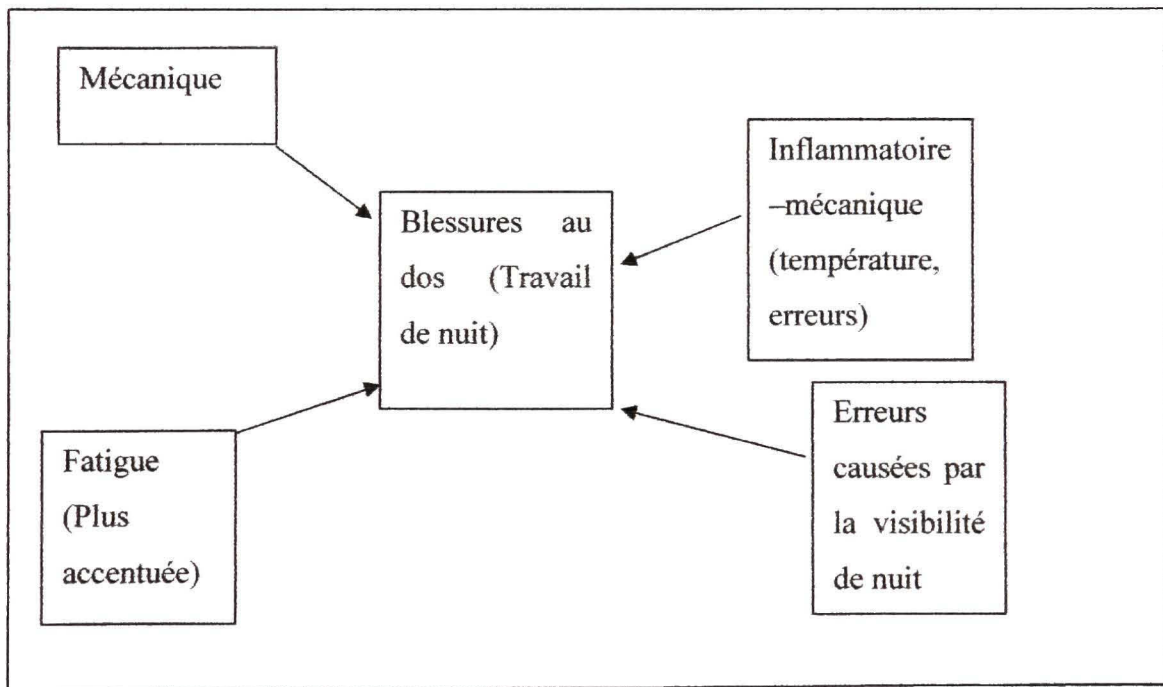 Mécanique
Inflammatoire
–mécanique
(température,
erreurs)
Blessures au
dos (Travail
de nuit)
Fatigue
(Plus
accentuée)
Erreurs
causées par
la visibilité
de nuit